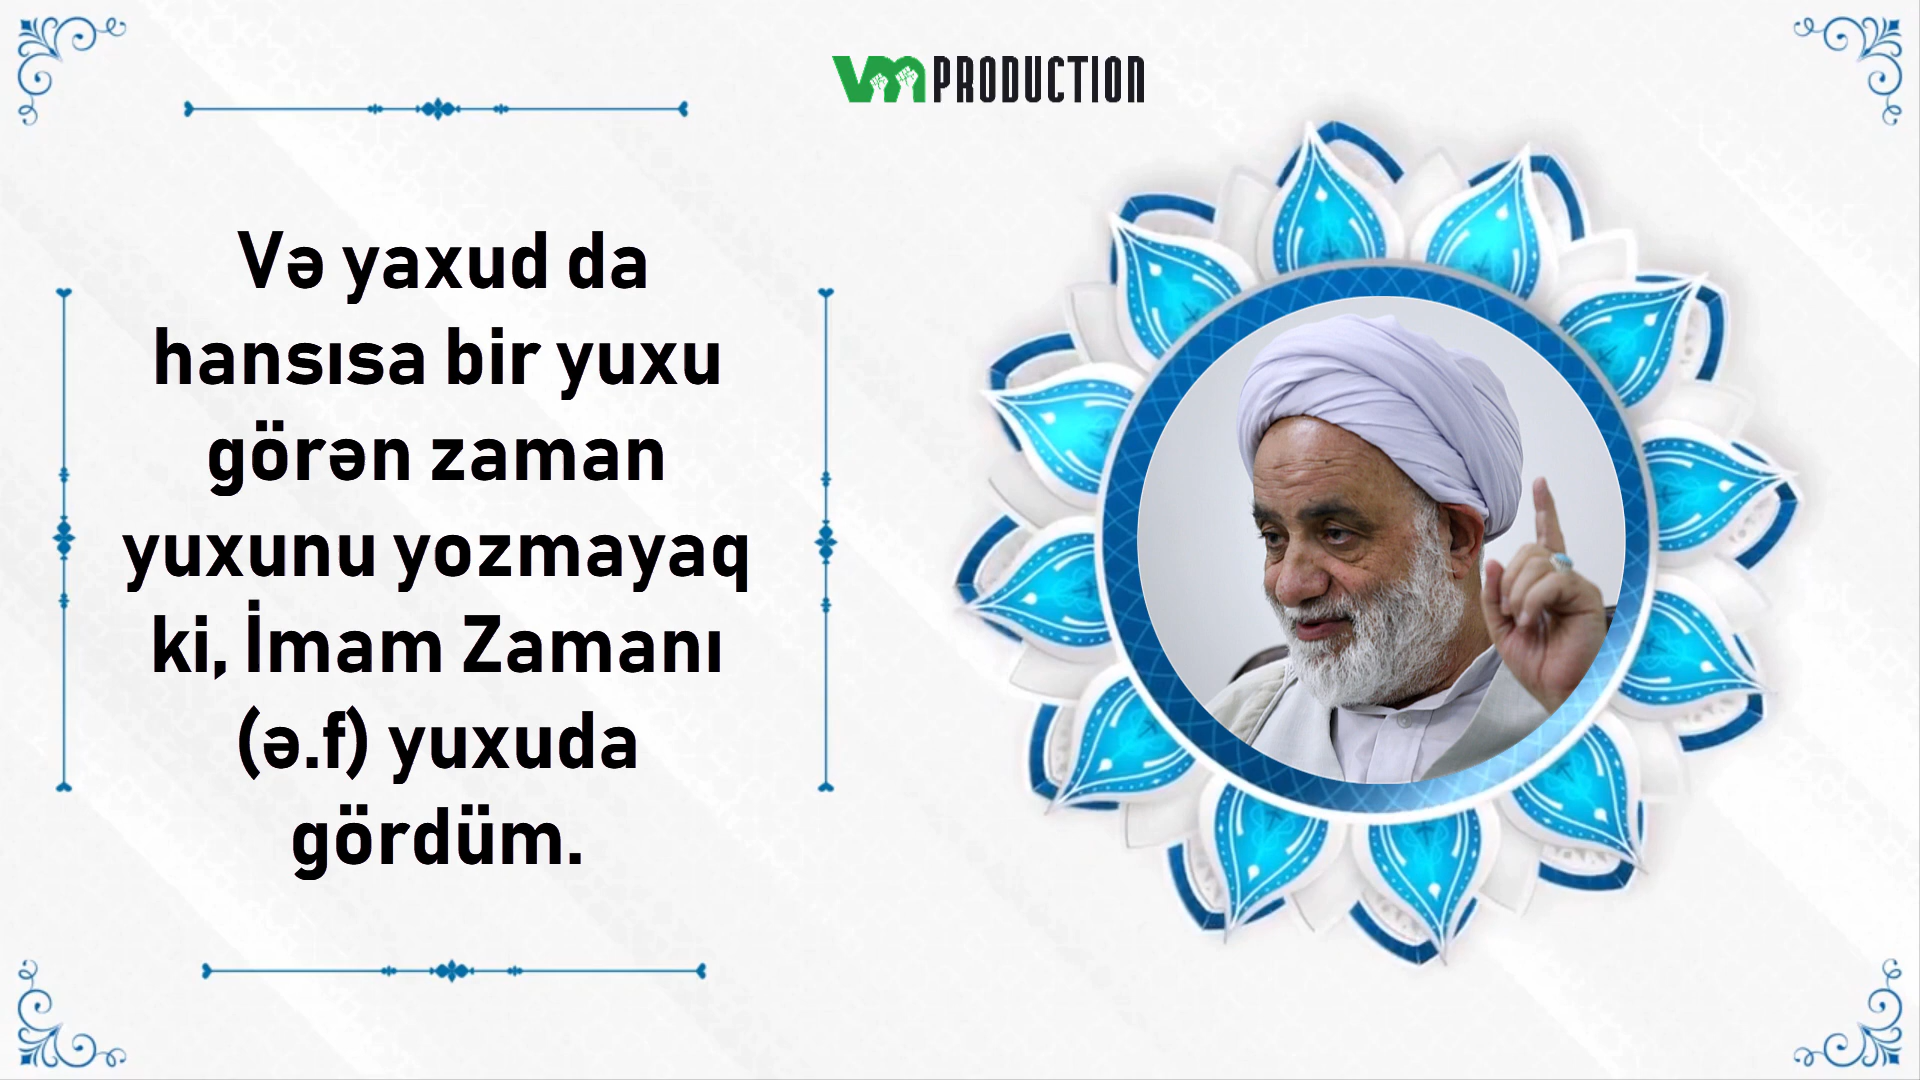 VM PRODUCTION
Və yaxud da
hansısa bir yuxu
görən zaman
yuxunu yozmayaq
ki, İmam Zamanı
(ə.f) yuxuda
gördüm.